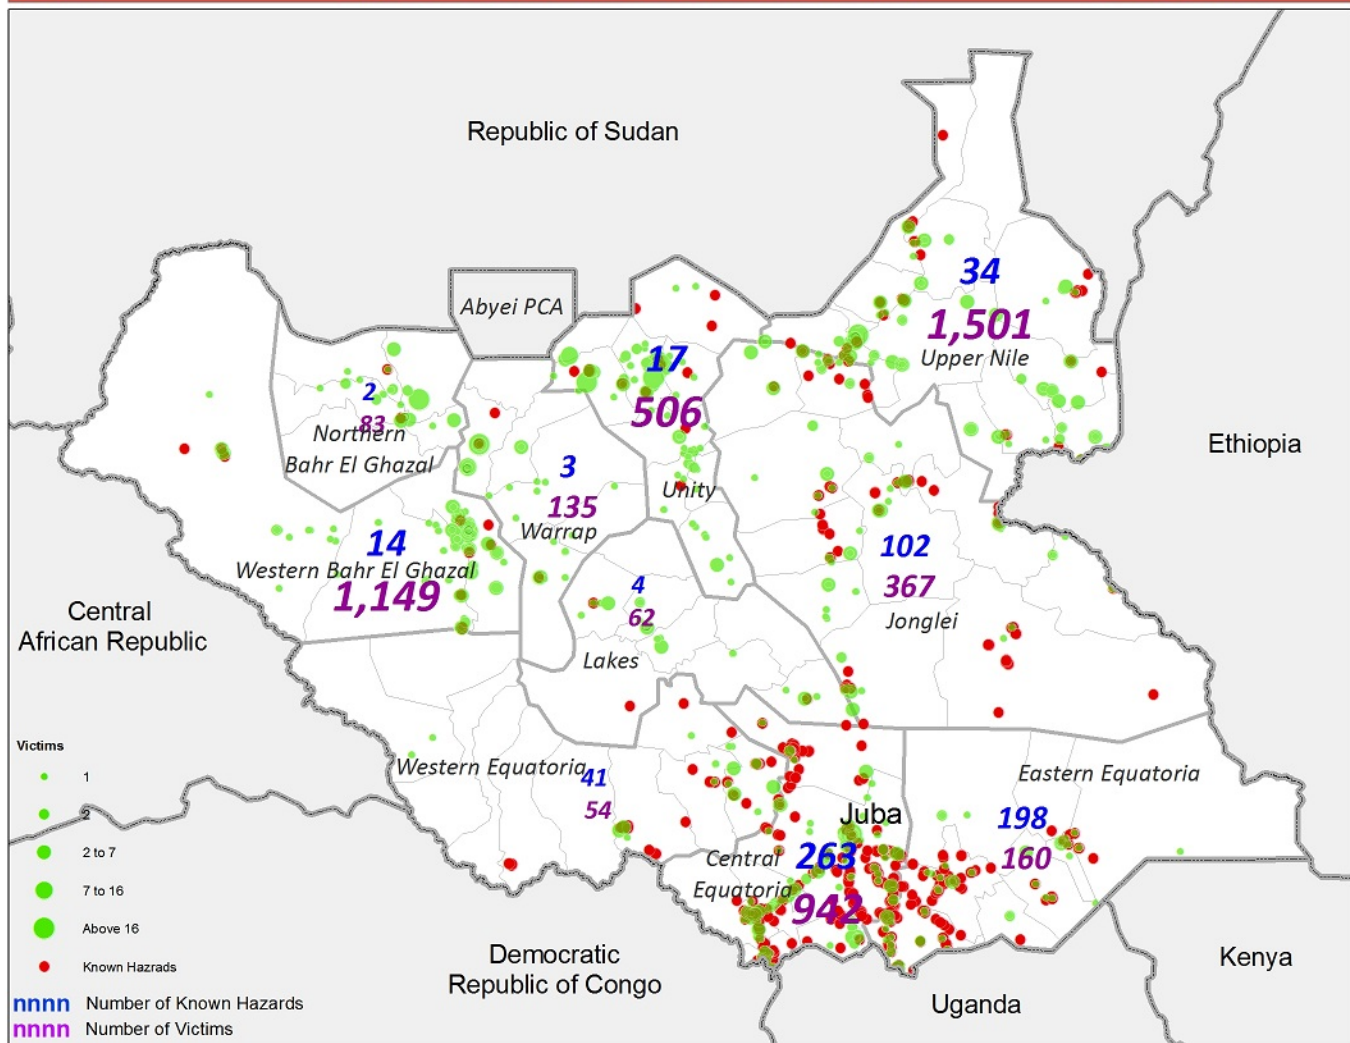 Republic of Sudan
Abyei PCA
34
1,501
Upper Nile
17
506
Unity
2
83
Northern
Bahr El Ghazal
Ethiopia
3
135
Warrap
14
Western Bahr El Ghazal
1,149
102
367
Jonglei
4
62
Lakes
Central
African Republic
Western Equatoria
41
54
Eastern Equatoria
198
160
Juba
Central
Equatoria
263
942
Democratic
Republic of Congo
Uganda
Kenya
Victims
1
2
2 to 7
7 to 16
Above 16
Known Hazrads
nnnn Number of Known Hazards
nnnn Number of Victims